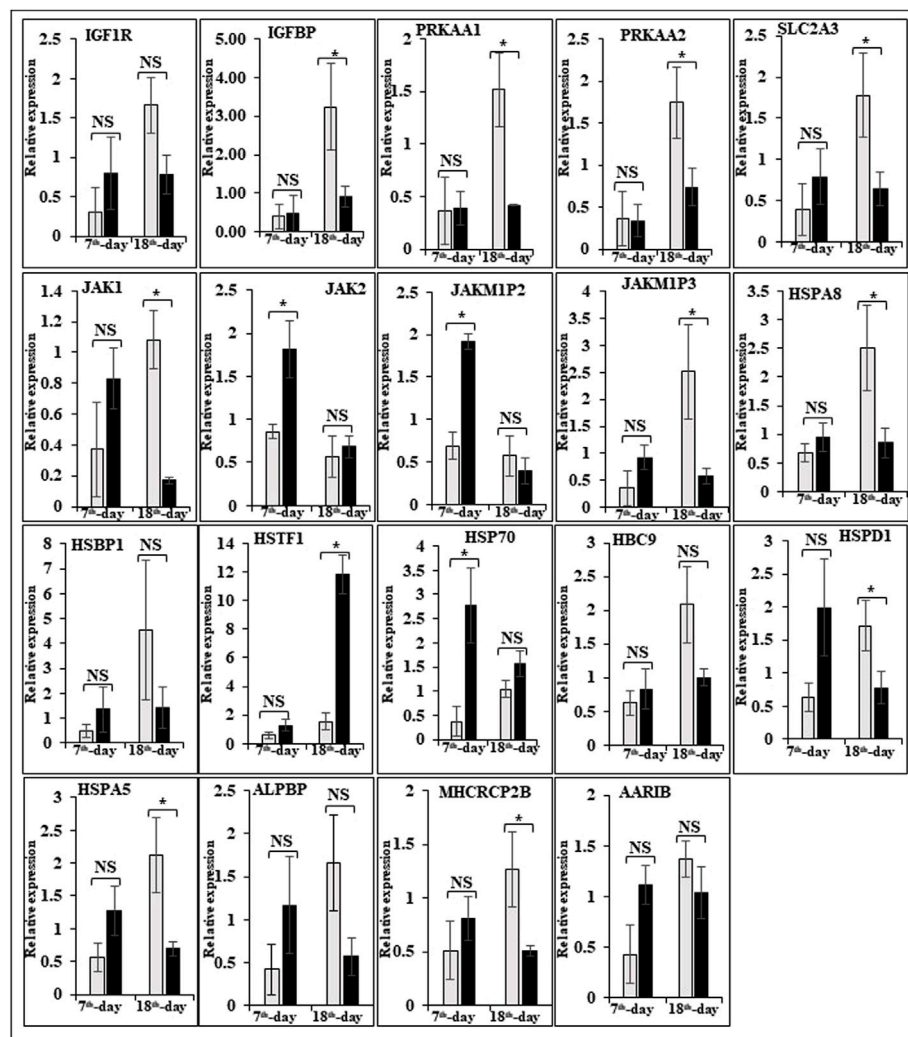 IGF1R
Relative expression
2.5
2
1.5
1
0.5
0
NS
NS
7th-day 18th-day
IGFBP
Relative expression
5.00
4.00
3.00
2.00
1.00
0.00
NS
*
7th-day 18th-day
PRKAA1
Relative expression
2
1.5
1
0.5
0
NS
*
7th-day 18th-day
PRKAA2
Relative expression
2.5
2
1.5
1
0.5
0
NS
*
7th-day 18th-day
SLC2A3
Relative expression
2.5
2
1.5
1
0.5
0
NS
*
7th-day 18th-day
JAK1
Relative expression
1.4
1.2
1
0.8
0.6
0.4
0.2
0
NS
*
7th-day 18th-day
JAK2
Relative expression
2.5
2
1.5
1
0.5
0
*
NS
7th-day 18th-day
JAKM1P2
Relative expression
2.5
2
1.5
1
0.5
0
*
NS
7th-day 18th-day
JAKM1P3
Relative expression
4
3.5
3
2.5
2
1.5
1
0.5
0
NS
*
7th-day 18th-day
HSPA8
Relative expression
3.5
3
2.5
2
1.5
1
0.5
0
NS
*
7th-day 18th-day
HSBP1
Relative expression
8
7
6
5
4
3
2
1
0
NS
NS
7th-day 18th-day
HSTF1
Relative expression
14
12
10
8
6
4
2
0
NS
*
7th-day 18th-day
HSP70
Relative expression
4
3.5
3
2.5
2
1.5
1
0.5
0
*
NS
7th-day 18th-day
HBC9
Relative expression
3
2.5
2
1.5
1
0.5
0
NS
NS
7th-day 18th-day
HSPD1
Relative expression
3
2.5
2
1.5
1
0.5
0
NS
*
7th-day 18th-day
HSPA5
Relative expression
3
2.5
2
1.5
1
0.5
0
NS
*
7th-day 18th-day
ALPBP
Relative expression
2.5
2
1.5
1
0.5
0
NS
NS
7th-day 18th-day
MHCRCP2B
Relative expression
2
1.5
1
0.5
0
NS
*
7th-day 18th-day
AARIB
Relative expression
2
1.5
1
0.5
0
NS
NS
7th-day 18th-day